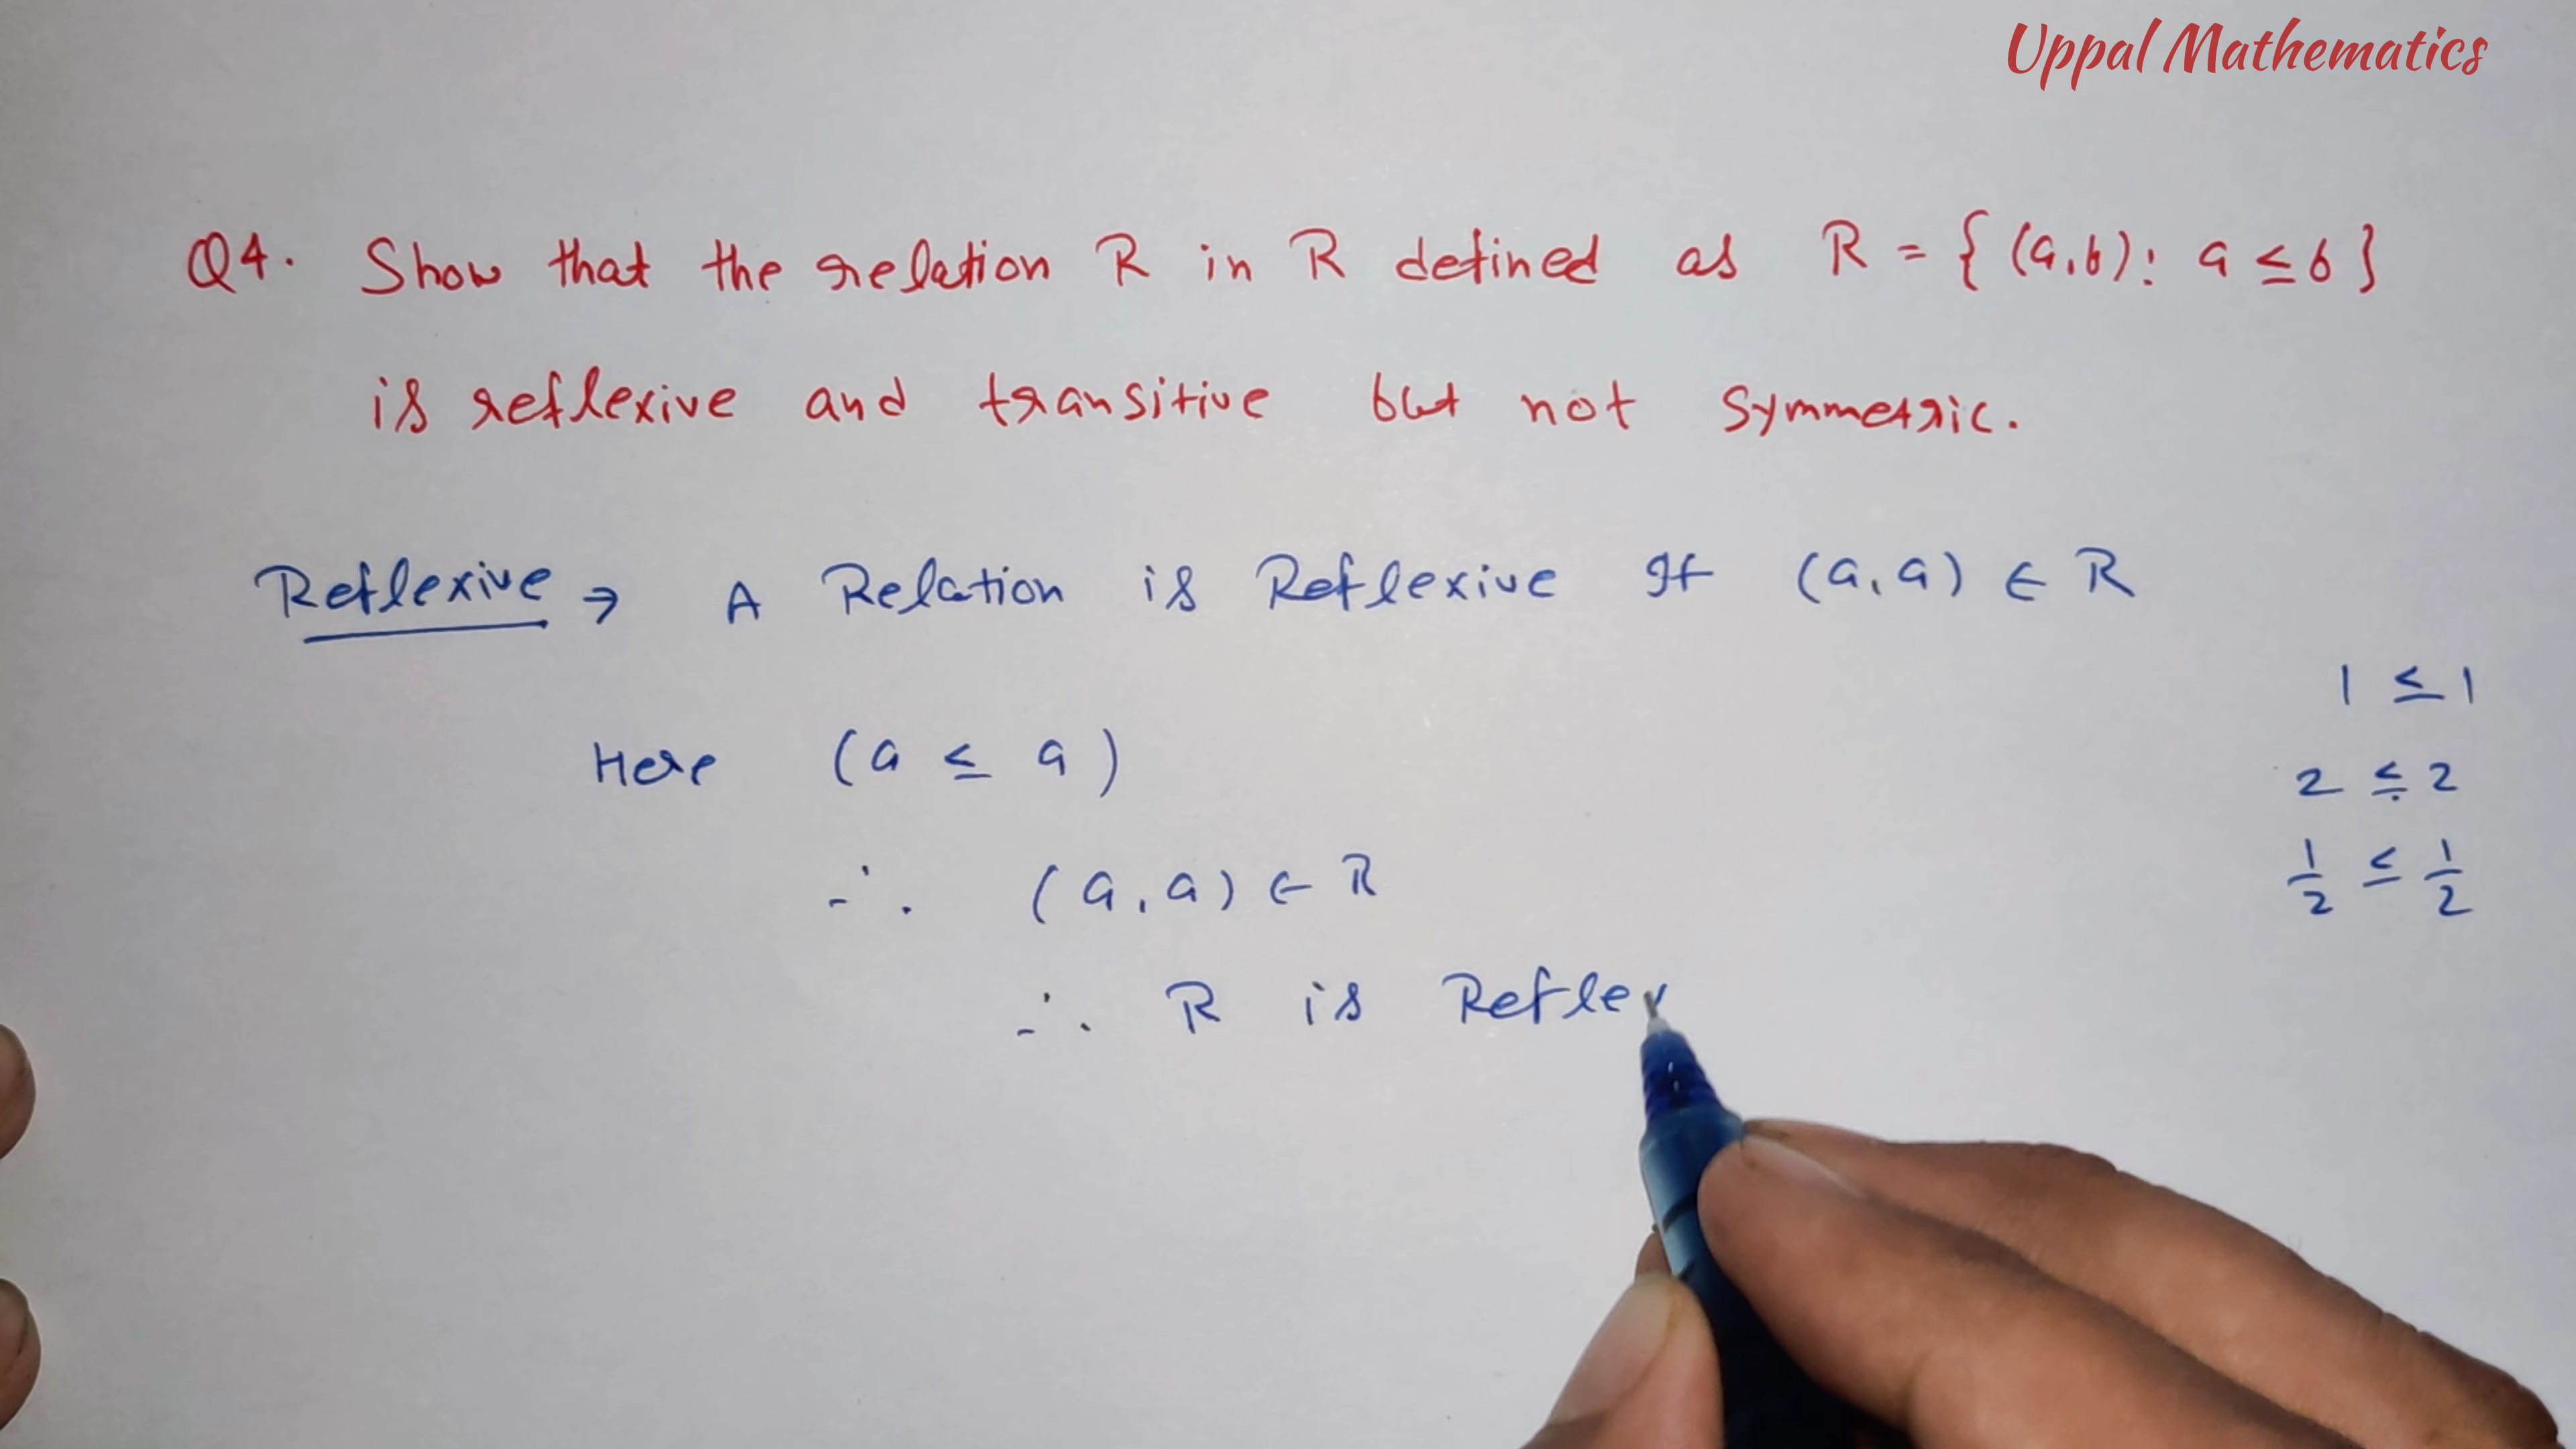 Uppal Mathematics
Q4. Show that the relation R in R defined as R = { (a,b): a ≤ b }
is reflexive and transitive but not symmetric.
Reflexive → A Relation is Reflexive If (a,a) ∈ R
1 ≤ 1
Here (a ≤ a)
2 ≤ 2
∴ (a,a) ∈ R
1/2 ≤ 1/2
∴ R is Reflex